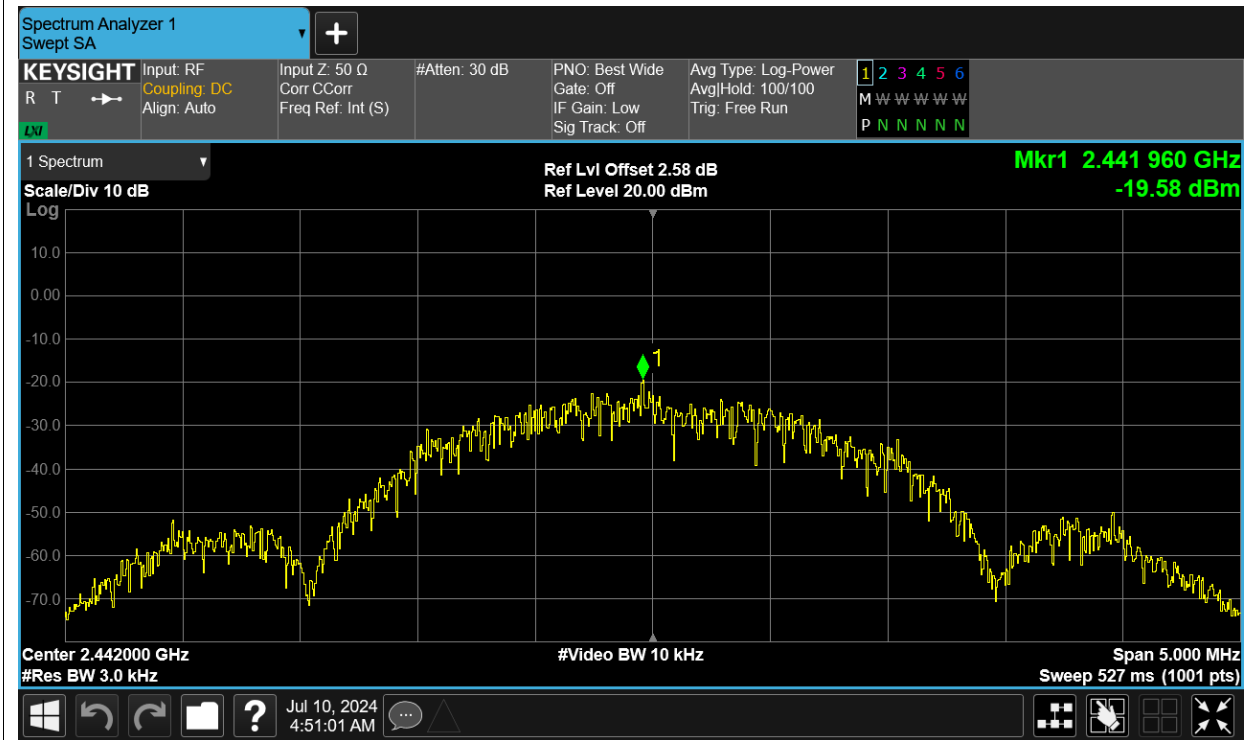 Spectrum Analyzer 1
Swept SA
KEYSIGHT
R T
LXI
Input: RF
Coupling: DC
Align: Auto
Input Z: 50 Ω
Corr CCorr
Freq Ref: Int (S)
#Atten: 30 dB
PNO: Best Wide
Gate: Off
IF Gain: Low
Sig Track: Off
Avg Type: Log-Power
Avg|Hold: 100/100
Trig: Free Run
1 2 3 4 5 6
M W W W W W
P N N N N N
1 Spectrum
Scale/Div 10 dB
Log
Ref Lvl Offset 2.58 dB
Ref Level 20.00 dBm
Mkr1 2.441 960 GHz
-19.58 dBm
10.0
0.00
-10.0
1
-20.0
-30.0
-40.0
-50.0
-60.0
-70.0
Center 2.442000 GHz
#Res BW 3.0 kHz
#Video BW 10 kHz
Span 5.000 MHz
Sweep 527 ms (1001 pts)
?
Jul 10, 2024
4:51:01 AM